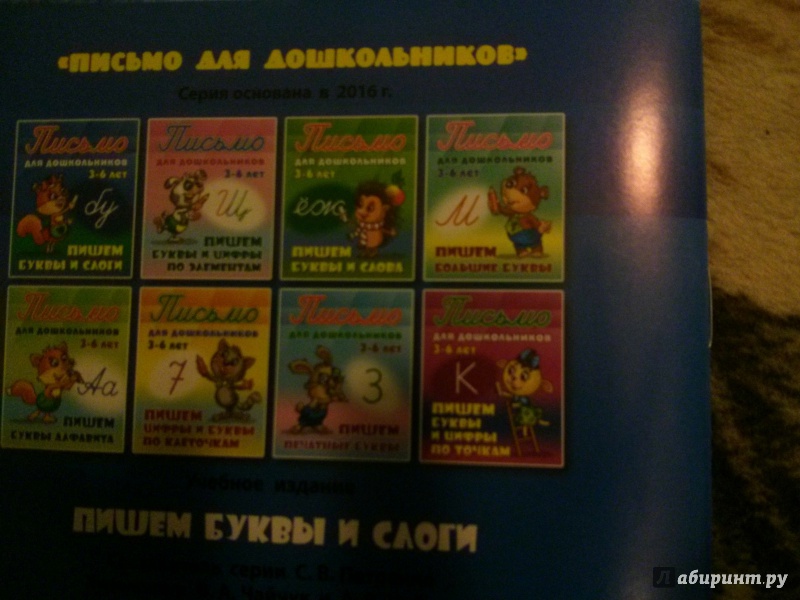 «ПИСЬМО ДЛЯ ДОШКОЛЬНИКОВ»
Серия основана в 2016 г.
Письмо
для дошкольников
3-6 лет
бу
ПИШЕМ
БУКВЫ И СЛОГИ
Письмо
для дошкольников
3-6 лет
Щ
ПИШЕМ
БУКВЫ И ЦИФРЫ
ПО ЭЛЕМЕНТАМ
Письмо
для дошкольников
3-6 лет
ёж
ПИШЕМ
БУКВЫ И СЛОВА
Письмо
для дошкольников
3-6 лет
М
ПИШЕМ
БОЛЬШИЕ БУКВЫ
Письмо
для дошкольников
3-6 лет
Аа
ПИШЕМ
БУКВЫ АЛФАВИТА
Письмо
для дошкольников
3-6 лет
7
ПИШЕМ
ЦИФРЫ И БУКВЫ
ПО КЛЕТОЧКАМ
Письмо
для дошкольников
3-6 лет
З
ПИШЕМ
ПЕЧАТНЫЕ БУКВЫ
Письмо
для дошкольников
3-6 лет
К
ПИШЕМ
БУКВЫ
И ЦИФРЫ
ПО ТОЧКАМ
Учебное издание
ПИШЕМ БУКВЫ И СЛОГИ
серии С. В.
А.
Лабиринт.ру